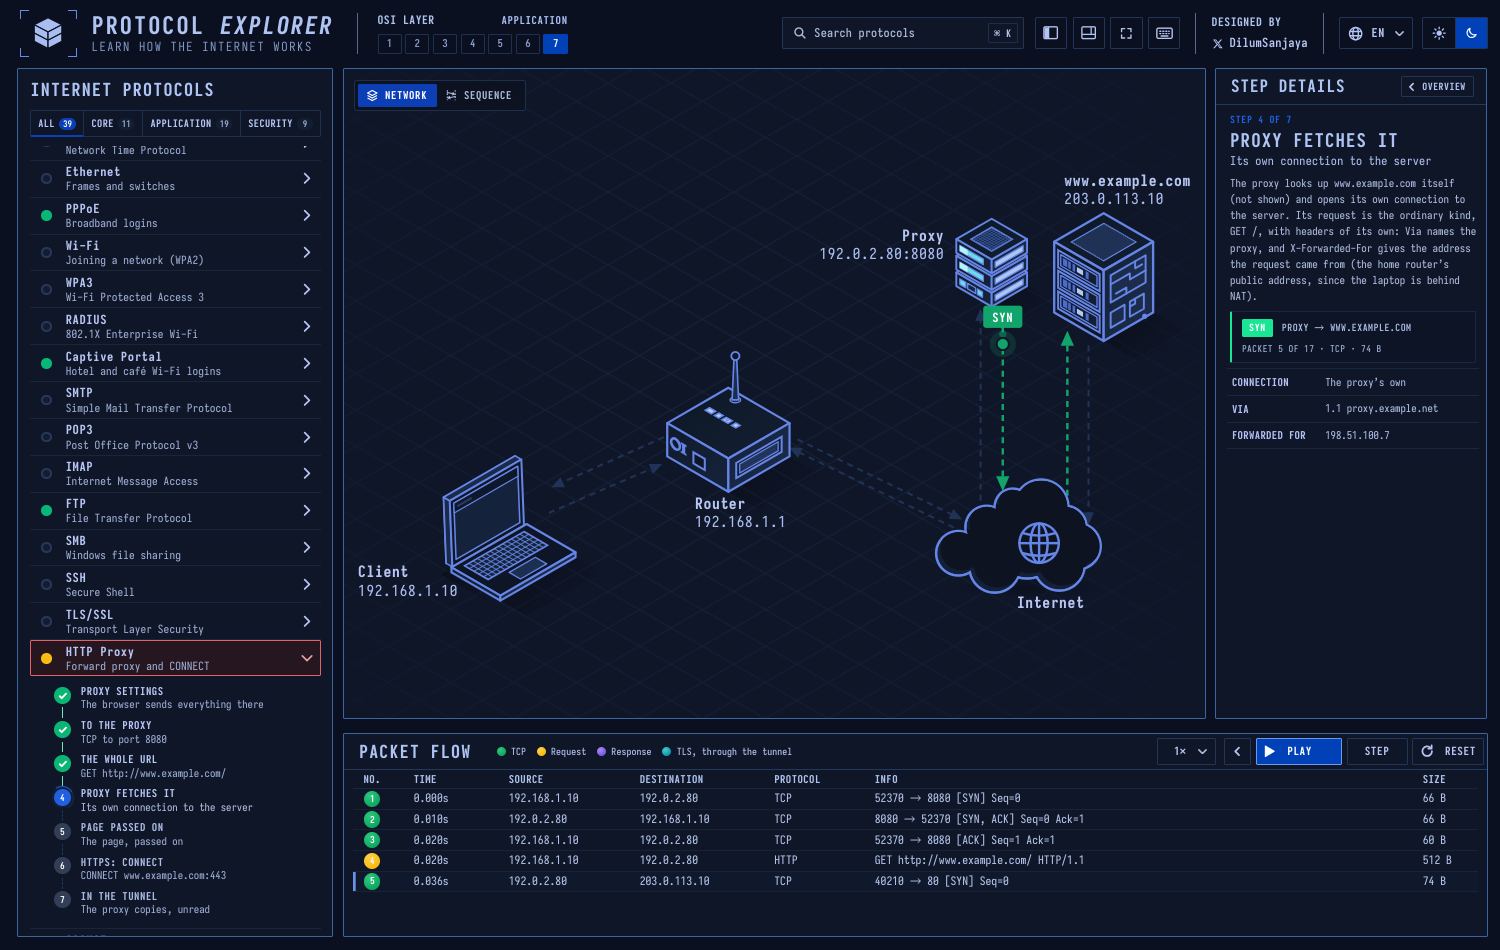 PROTOCOL EXPLORER
LEARN HOW THE INTERNET WORKS
OSI LAYER
APPLICATION
1 2 3 4 5 6 7
Search protocols
⌘ K
DESIGNED BY
DilumSanjaya
EN
INTERNET PROTOCOLS
ALL 39
CORE 11
APPLICATION 19
SECURITY 9
Network Time Protocol
Ethernet
Frames and switches
PPPoE
Broadband logins
Wi-Fi
Joining a network (WPA2)
WPA3
Wi-Fi Protected Access 3
RADIUS
802.1X Enterprise Wi-Fi
Captive Portal
Hotel and café Wi-Fi logins
SMTP
Simple Mail Transfer Protocol
POP3
Post Office Protocol v3
IMAP
Internet Message Access
FTP
File Transfer Protocol
SMB
Windows file sharing
SSH
Secure Shell
TLS/SSL
Transport Layer Security
HTTP Proxy
Forward proxy and CONNECT
PROXY SETTINGS
The browser sends everything there
TO THE PROXY
TCP to port 8080
THE WHOLE URL
GET http://www.example.com/
4 PROXY FETCHES IT
Its own connection to the server
5 PAGE PASSED ON
The page, passed on
6 HTTPS: CONNECT
CONNECT www.example.com:443
7 IN THE TUNNEL
The proxy copies, unread
NETWORK
SEQUENCE
www.example.com
203.0.113.10
Proxy
192.0.2.80:8080
SYN
Router
192.168.1.1
Client
192.168.1.10
Internet
STEP DETAILS
OVERVIEW
STEP 4 OF 7
PROXY FETCHES IT
Its own connection to the server
The proxy looks up www.example.com itself
(not shown) and opens its own connection to
the server. Its request is the ordinary kind,
GET /, with headers of its own: Via names the
proxy, and X-Forwarded-For gives the address
the request came from (the home router's
public address, since the laptop is behind
NAT).
SYN PROXY → WWW.EXAMPLE.COM
PACKET 5 OF 17 · TCP · 74 B
CONNECTION The proxy's own
VIA 1.1 proxy.example.net
FORWARDED FOR 198.51.100.7
PACKET FLOW
TCP
Request
Response
TLS, through the tunnel
1×
PLAY
STEP
RESET
NO. TIME SOURCE DESTINATION PROTOCOL INFO SIZE
1 0.000s 192.168.1.10 192.0.2.80 TCP 52370 → 8080 [SYN] Seq=0 66 B
2 0.010s 192.0.2.80 192.168.1.10 TCP 8080 → 52370 [SYN, ACK] Seq=0 Ack=1 66 B
3 0.020s 192.168.1.10 192.0.2.80 TCP 52370 → 8080 [ACK] Seq=1 Ack=1 60 B
4 0.020s 192.168.1.10 192.0.2.80 HTTP GET http://www.example.com/ HTTP/1.1 512 B
5 0.036s 192.0.2.80 203.0.113.10 TCP 40210 → 80 [SYN] Seq=0 74 B